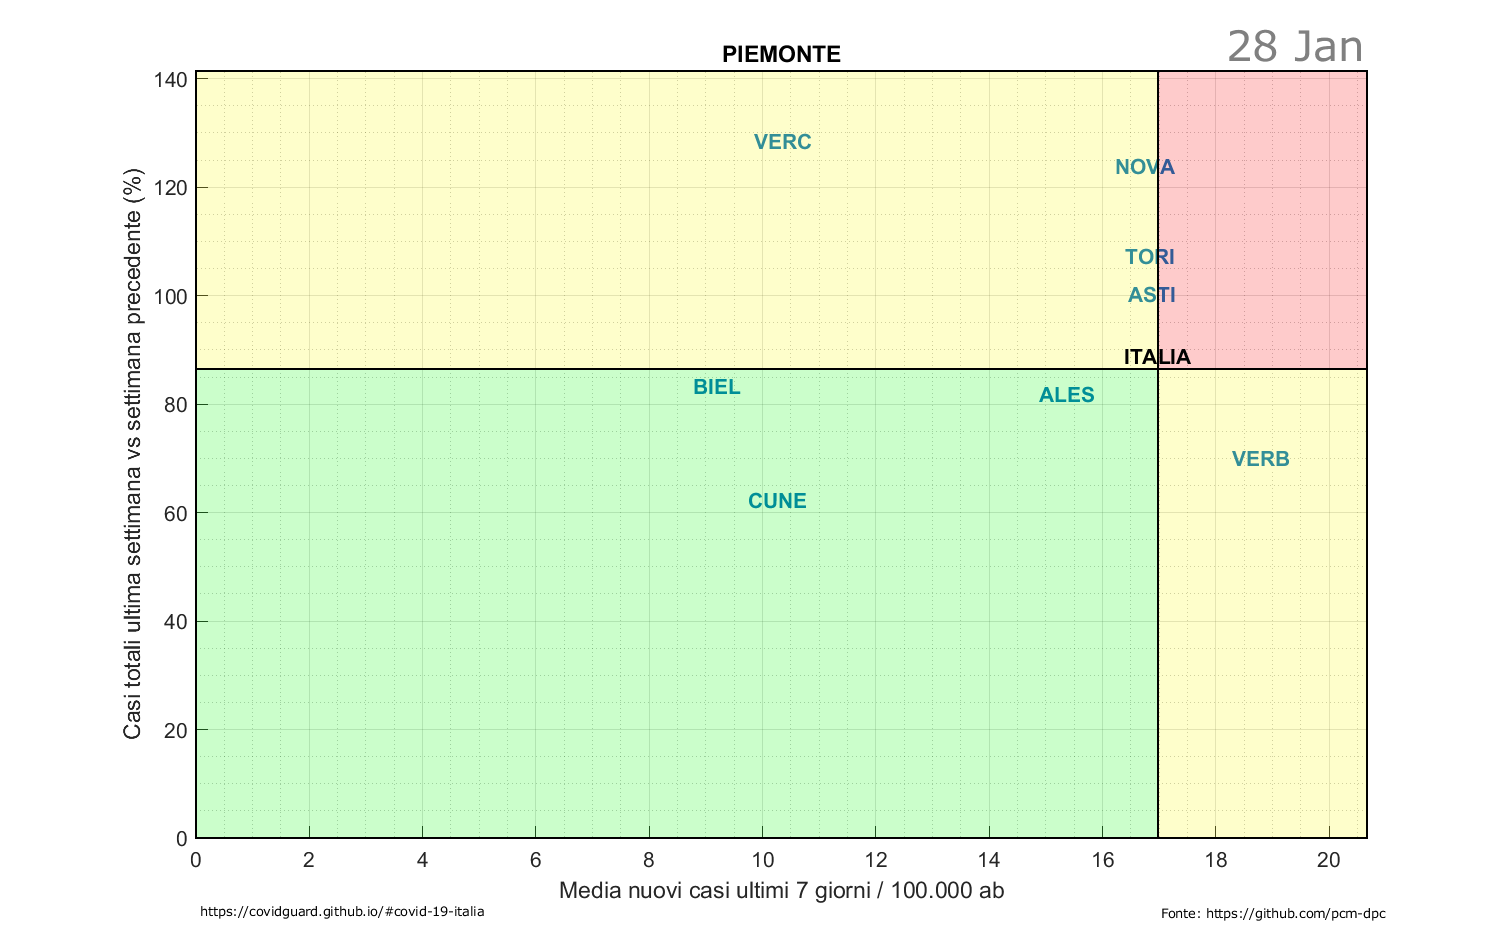 28 Jan
PIEMONTE
140
120
100
80
60
40
20
0
Casi totali ultima settimana vs settimana precedente (%)
VERC
NOVA
TORI
ASTI
ITALIA
BIEL
ALES
VERB
CUNE
0 2 4 6 8 10 12 14 16 18 20
Media nuovi casi ultimi 7 giorni / 100.000 ab
https://covidguard.github.io/#covid-19-italia
Fonte: https://github.com/pcm-dpc